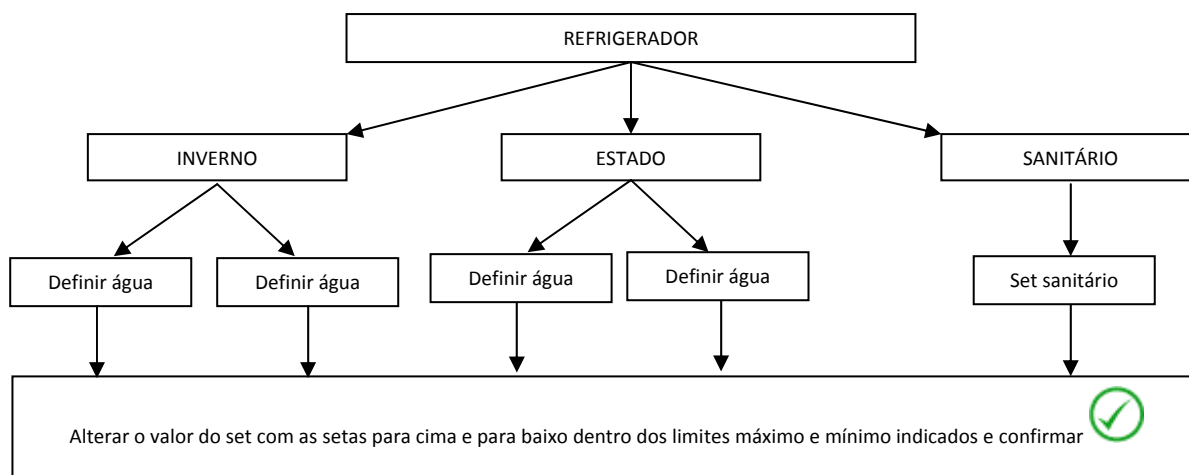 REFRIGERADOR
INVERNO
ESTADO
SANITÁRIO
Definir água
Definir água
Definir água
Definir água
Set sanitário
Alterar o valor do set com as setas para cima e para baixo dentro dos limites máximo e mínimo indicados e confirmar